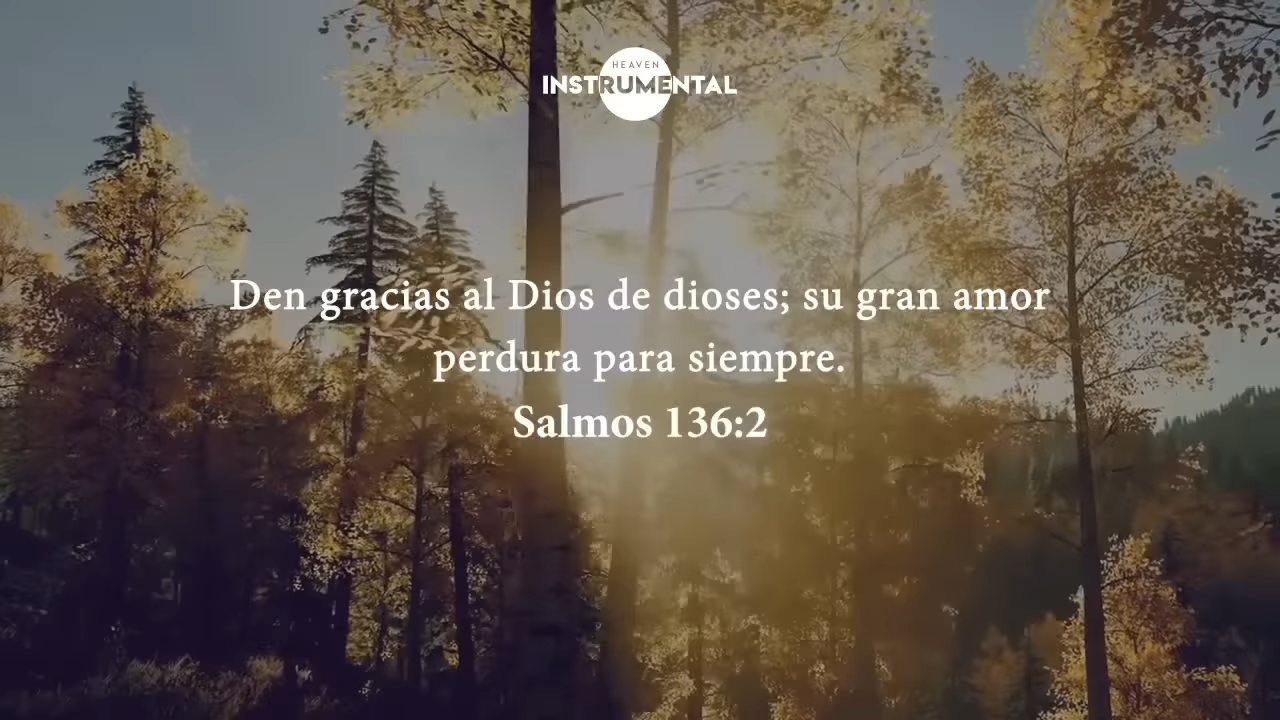 HEAVEN
INSTRUMENTAL
Den gracias al Dios de dioses; su gran amor
perdura para siempre.
Salmos 136:2